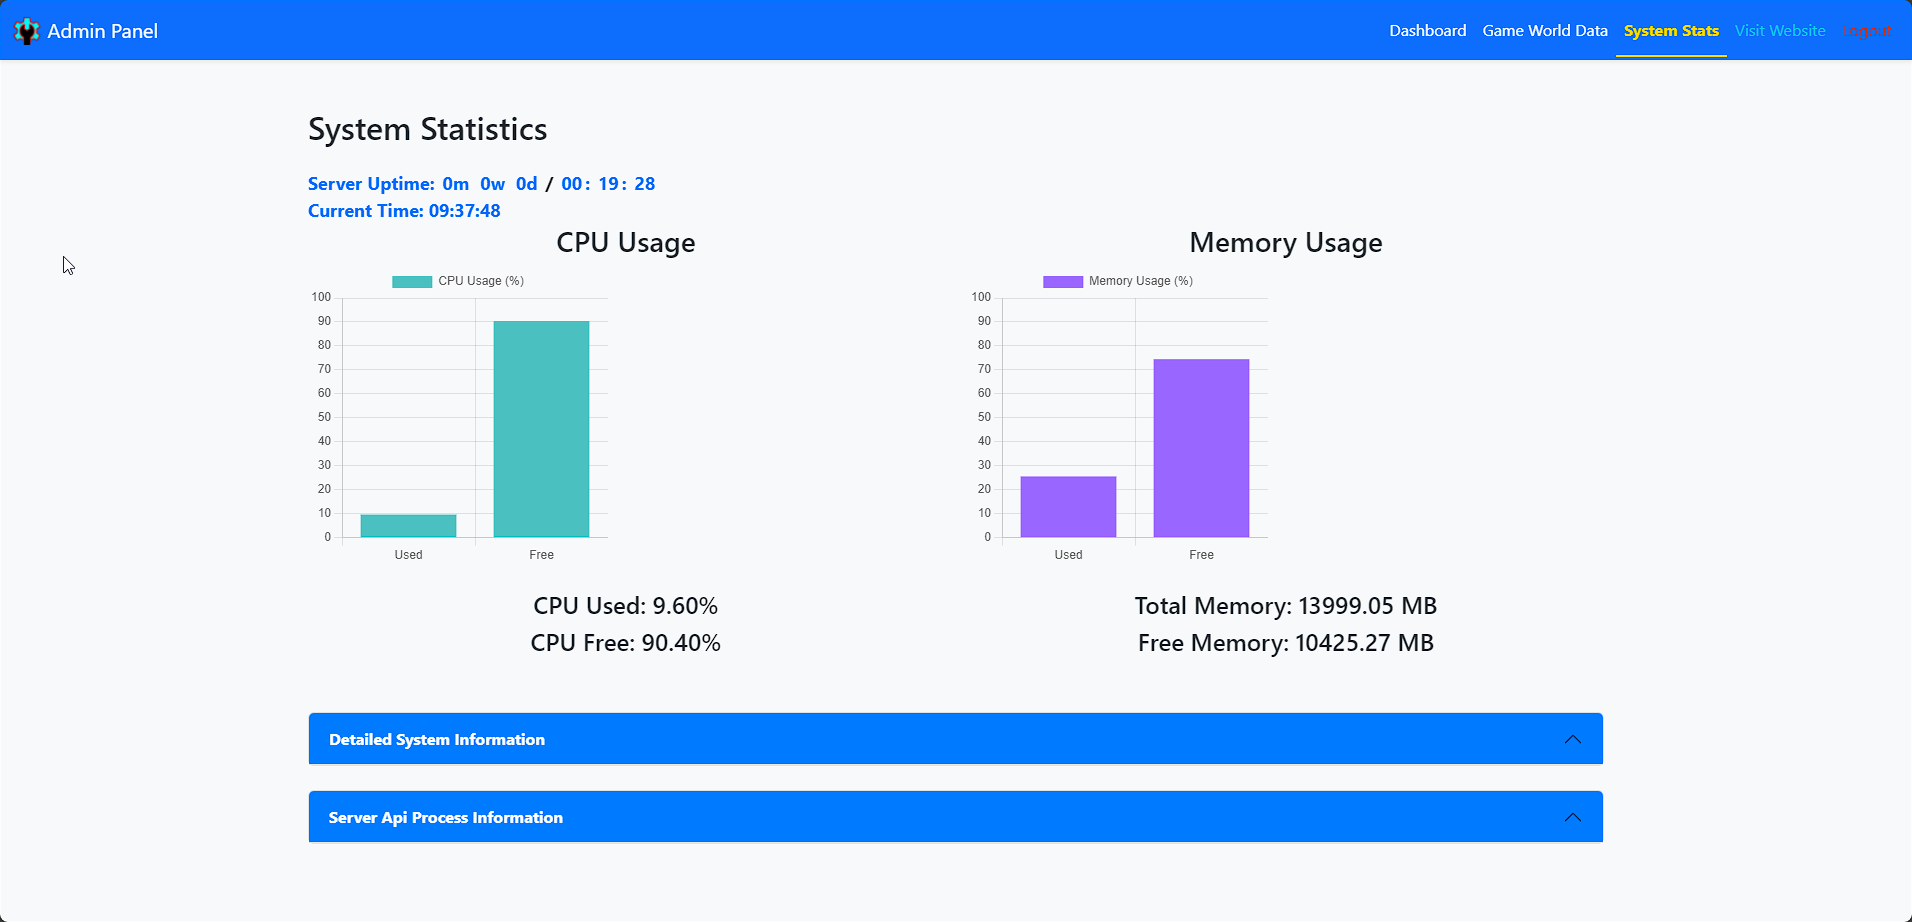 Admin Panel
Dashboard Game World Data System Stats Visit Website Logout
System Statistics
Server Uptime: 0m 0w 0d / 00: 19: 28
Current Time: 09:37:48
CPU Usage
CPU Usage (%)
100
90
80
70
60
50
40
30
20
10
0
Used Free
CPU Used: 9.60%
CPU Free: 90.40%
Memory Usage
Memory Usage (%)
100
90
80
70
60
50
40
30
20
10
0
Used Free
Total Memory: 13999.05 MB
Free Memory: 10425.27 MB
Detailed System Information
Server Api Process Information